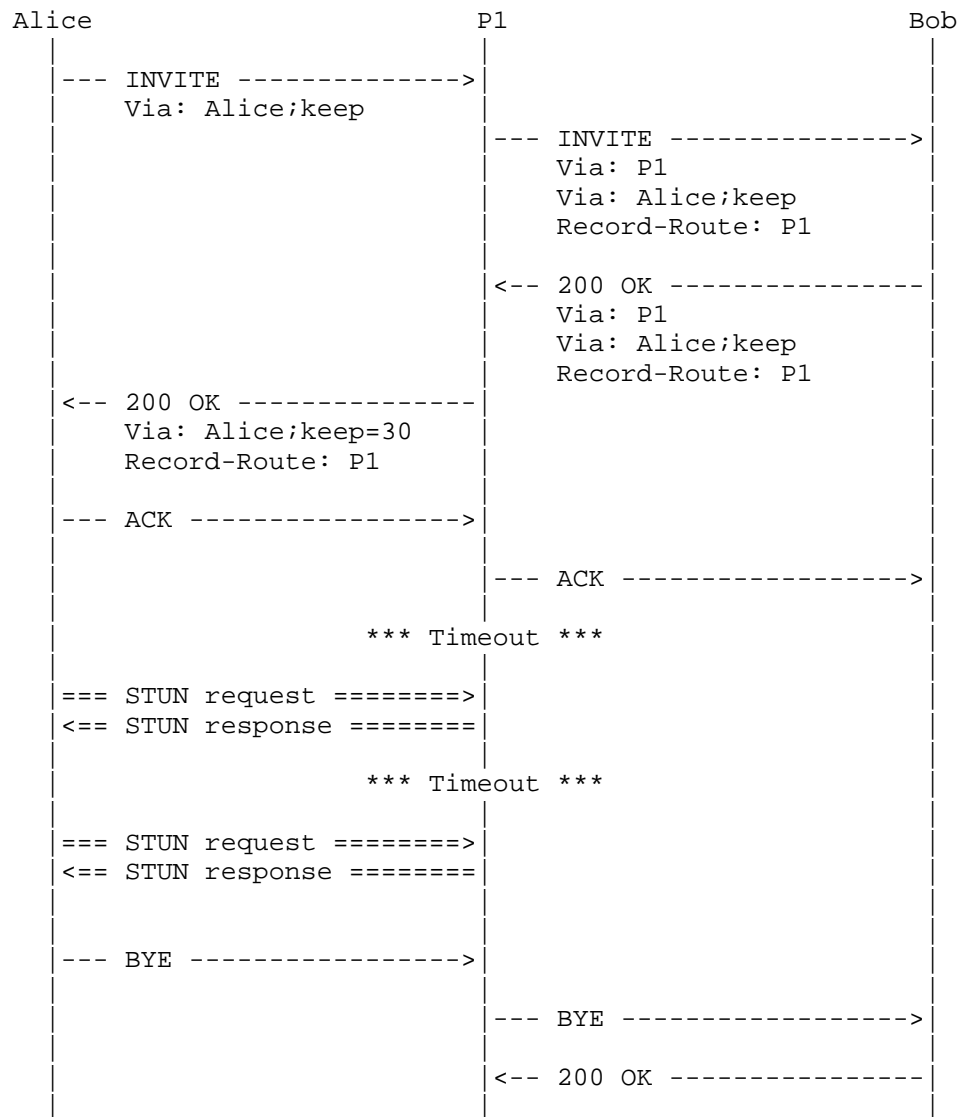 Alice P1 Bob
--- INVITE -------------->
Via: Alice;keep
--- INVITE --------------->
Via: P1
Via: Alice;keep
Record-Route: P1
<-- 200 OK ----------------
Via: P1
Via: Alice;keep
Record-Route: P1
<-- 200 OK ---------------
Via: Alice;keep=30
Record-Route: P1
--- ACK ----------------->
--- ACK ------------------>
*** Timeout ***
=== STUN request ========>
<== STUN response ========
*** Timeout ***
=== STUN request ========>
<== STUN response ========
--- BYE ----------------->
--- BYE ------------------>
<-- 200 OK ----------------